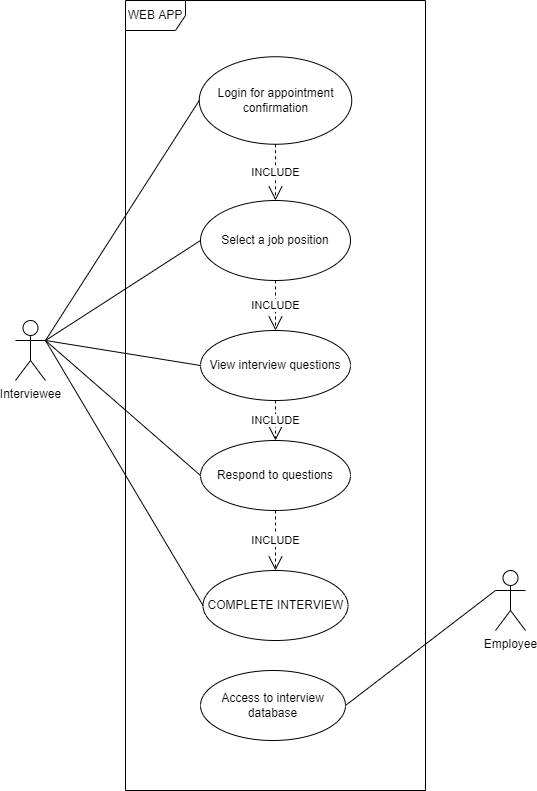 WEB APP
Login for appointment
confirmation
INCLUDE
Select a job position
INCLUDE
View interview questions
Interviewee
INCLUDE
Respond to questions
INCLUDE
COMPLETE INTERVIEW
Employee
Access to interview
database